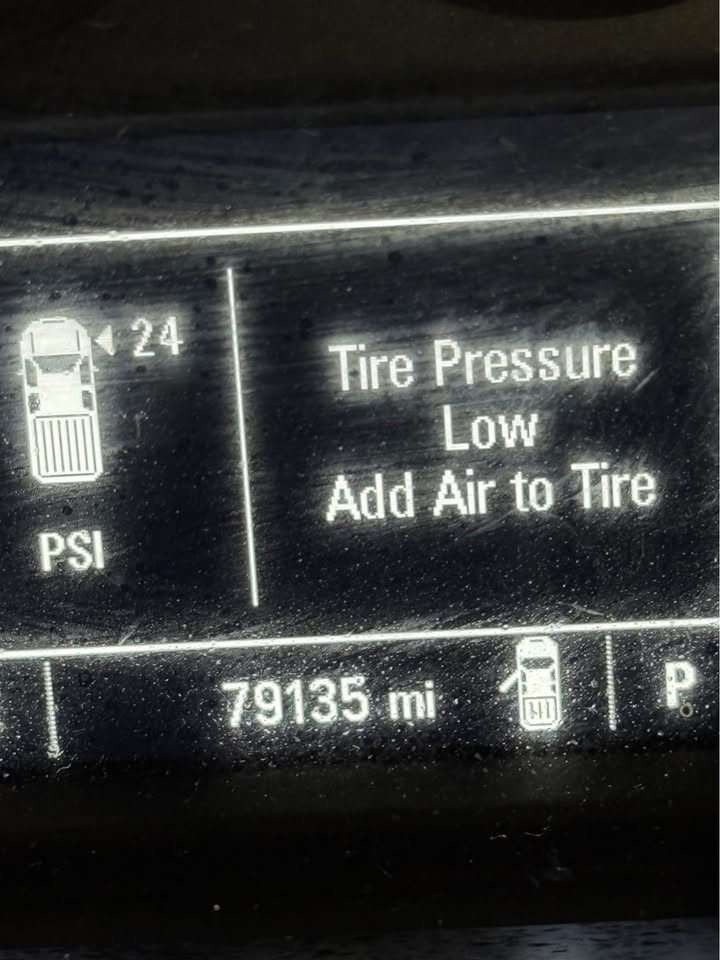 24
Tire Pressure
Low
Add Air to Tire
PSI
79135 mi
P